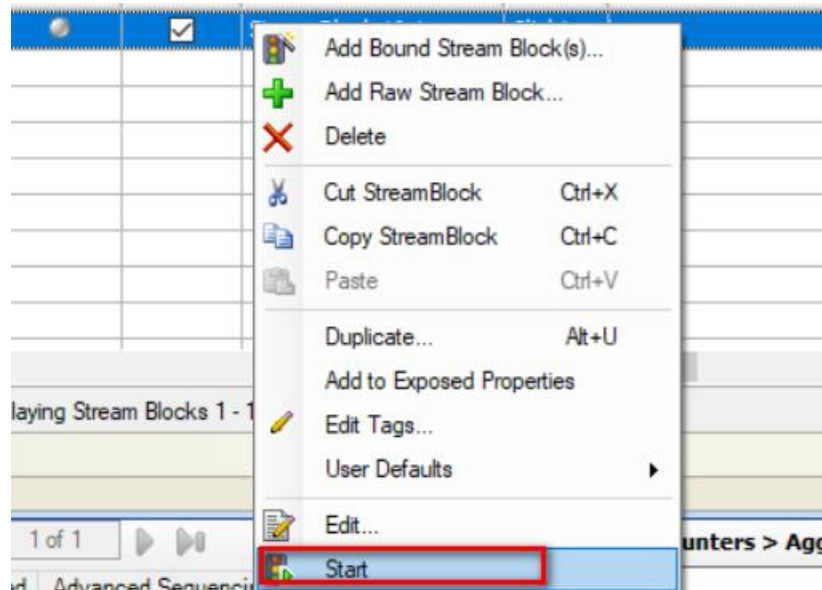 Add Bound Stream Block(s)...
Add Raw Stream Block...
Delete
Cut StreamBlock Ctrl+X
Copy StreamBlock Ctrl+C
Paste Ctrl+V
Duplicate... Alt+U
Add to Exposed Properties
laying Stream Blocks 1 - 1
Edit Tags...
User Defaults
Edit...
1 of 1
unters > Agg
Start
ed Advanced Sequenci